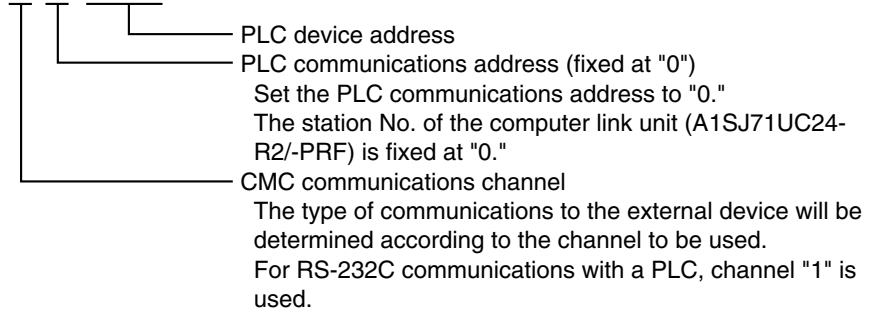 PLC device address
PLC communications address (fixed at "0")
Set the PLC communications address to "0."
The station No. of the computer link unit (A1SJ71UC24-
R2/-PRF) is fixed at "0."
CMC communications channel
The type of communications to the external device will be
determined according to the channel to be used.
For RS-232C communications with a PLC, channel "1" is
used.